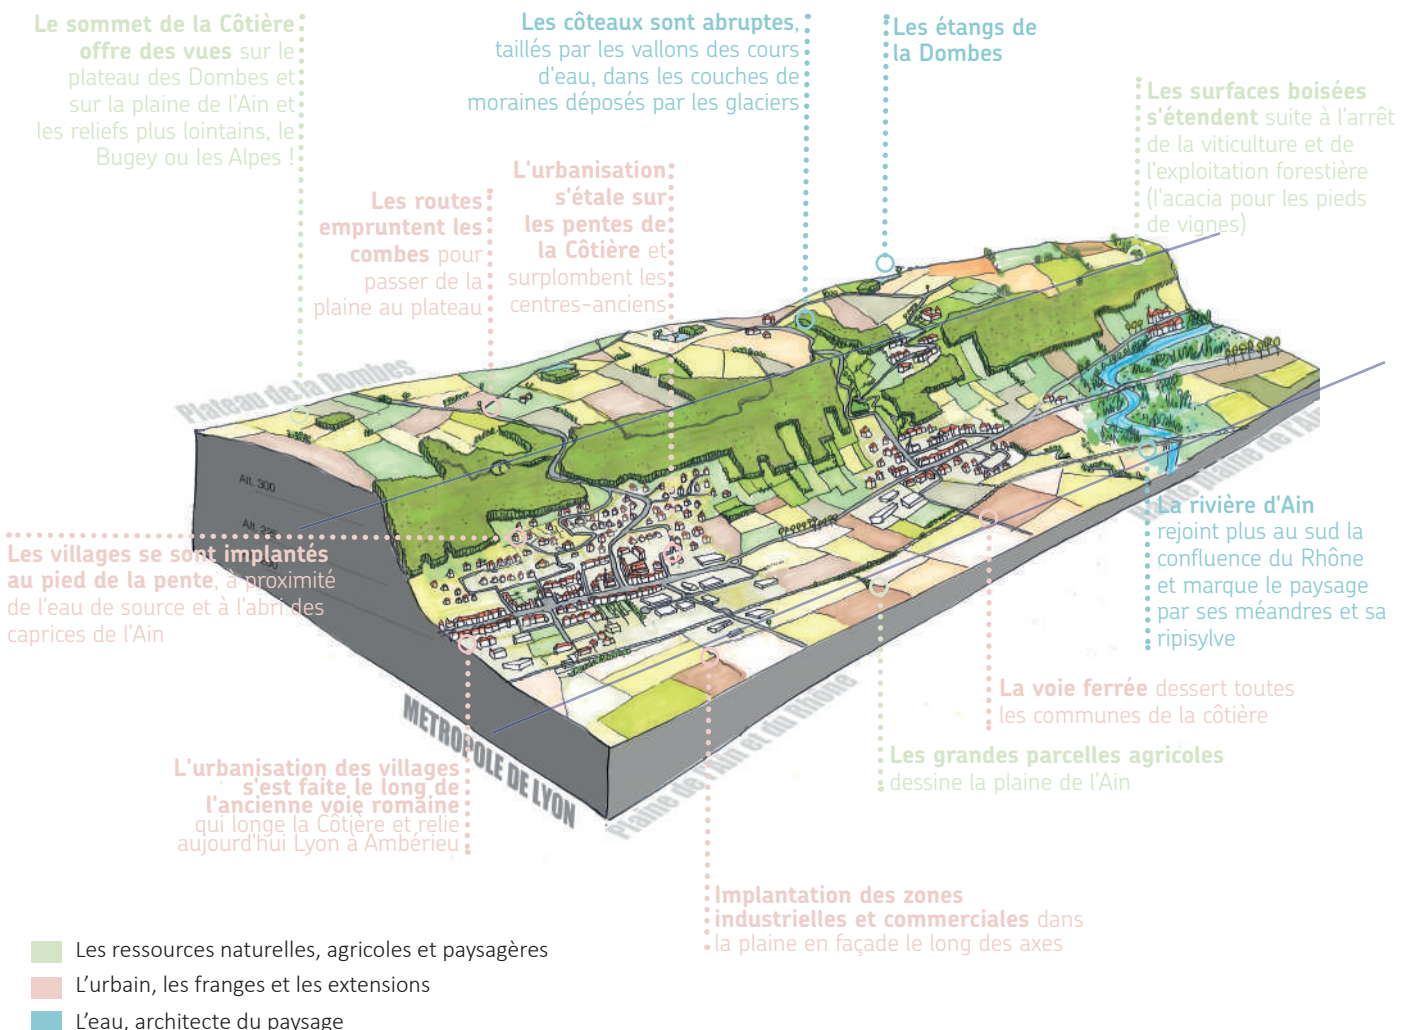 Le sommet de la Côtière
offre des vues sur le
plateau des Dombes et
sur la plaine de l'Ain et
les reliefs plus lointains, le
Bugey ou les Alpes !
Les côteaux sont abruptes,
taillés par les vallons des cours
d'eau, dans les couches de
moraines déposés par les glaciers
Les étangs de
la Dombes
Les surfaces boisées
s'étendent suite à l'arrêt
de la viticulture et de
l'exploitation forestière
(l'acacia pour les pieds
de vignes)
Les routes
empruntent les
combes pour
passer de la
plaine au plateau
L'urbanisation
s'étale sur
les pentes de
la Côtière et
surplombent les
centres-anciens
Plateau de la Dombes
Alt. 300
Alt.
Les villages se sont implantés
au pied de la pente, à proximité
de l'eau de source et à l'abri des
caprices de l'Ain
plaine de l'Ain
La rivière d'Ain
rejoint plus au sud la
confluence du Rhône
et marque le paysage
par ses méandres et sa
ripisylve
METROPOLE DE LYON
Plaine de l'Ain et du Rhône
La voie ferrée dessert toutes
les communes de la côtière
Les grandes parcelles agricoles
dessine la plaine de l'Ain
L'urbanisation des villages
s'est faite le long de
l'ancienne voie romaine
qui longe la Côtière et relie
aujourd'hui Lyon à Ambérieu
Implantation des zones
industrielles et commerciales dans
la plaine en façade le long des axes
Les ressources naturelles, agricoles et paysagères
L'urbain, les franges et les extensions
L'eau, architecte du paysage